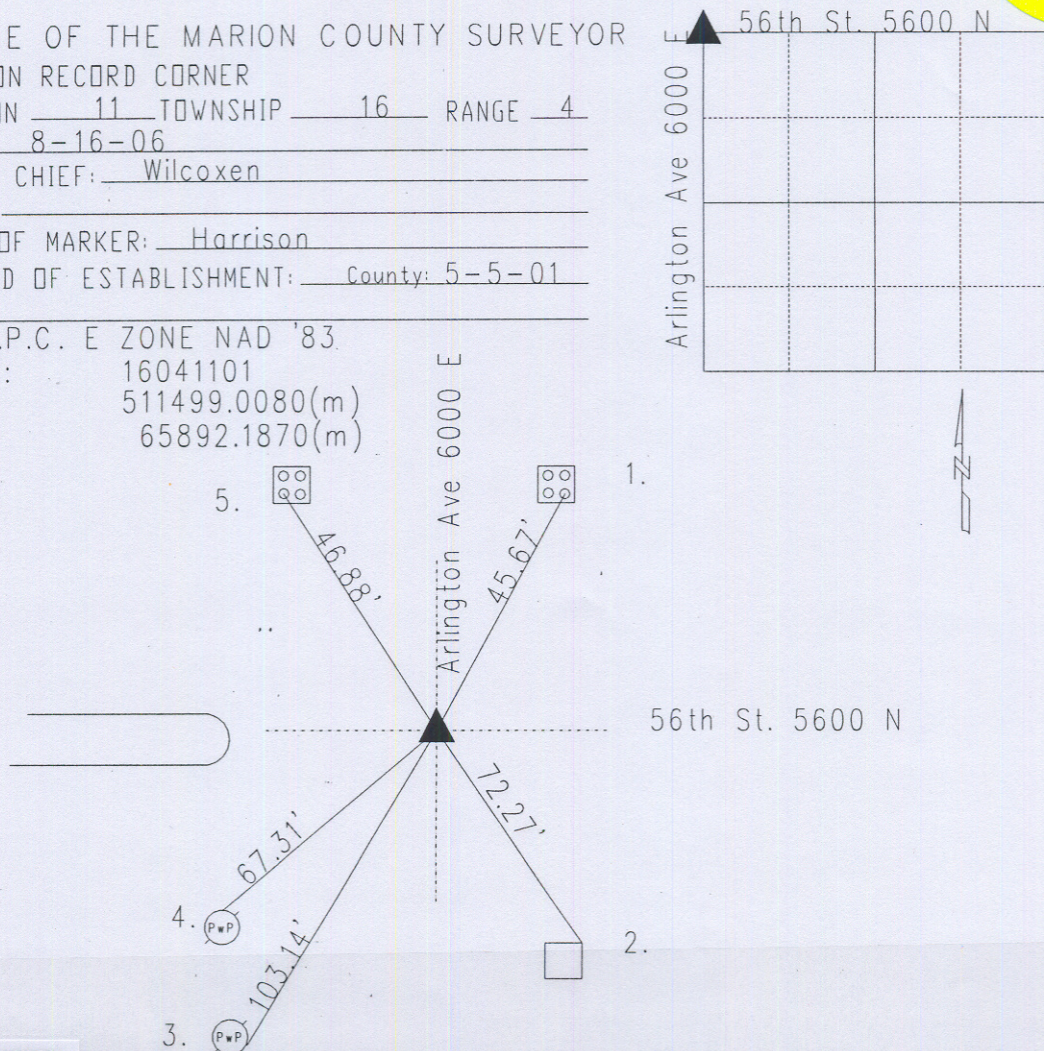 E OF THE MARION COUNTY SURVEYOR
ON RECORD CORNER
ON 11 TOWNSHIP 16 RANGE 4
8-16-06
CHIEF: Wilcoxen
OF MARKER: Harrison
D OF ESTABLISHMENT: County: 5-5-01
.P.C. E ZONE NAD '83
: 16041101
511499.0080(m)
65892.1870(m)
56th St. 5600 N
Arlington Ave 6000 E
N
Arlington Ave 6000 E
5.
1.
46.88'
45.67'
56th St. 5600 N
72.27'
67.31'
4.
PwP
103.14'
2.
3.
PwP